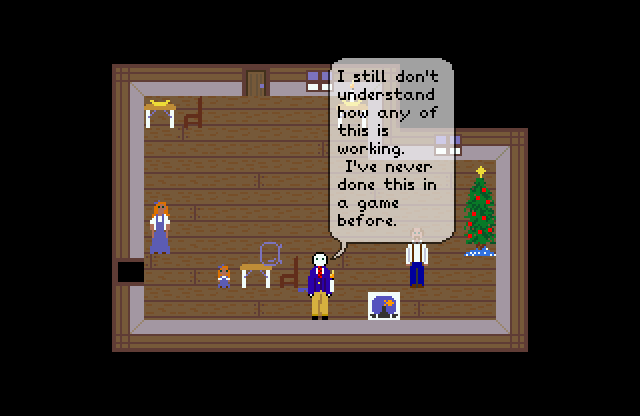 I still don't
understand
how any of
this is
working.
I've never
done this in
a game
before.